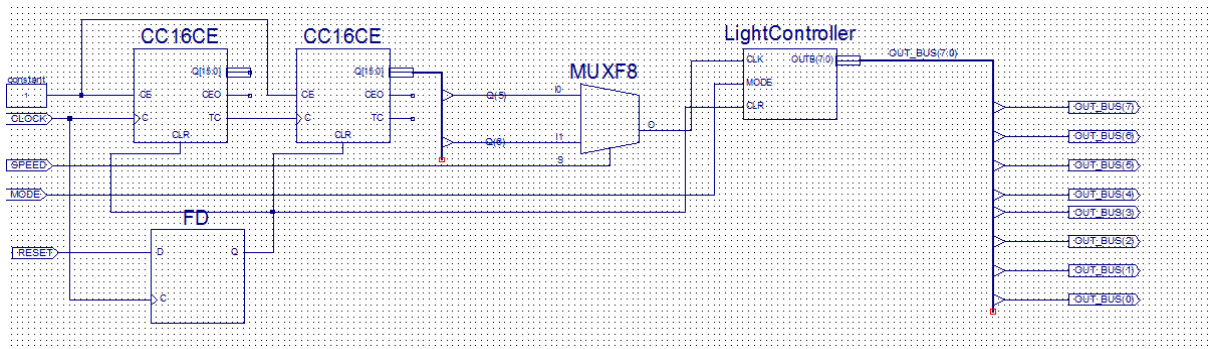 CC16CE
CC16CE
LightController
MUXF8
FD
constant
1
CLOCK
SPEED
MODE
RESET
Q[15:0]
CE
CEO
C
TC
CLR
Q[15:0]
CE
CEO
C
TC
CLR
Q(5)
Q(6)
I0
I1
S
O
CLK
MODE
CLR
OUTB(7:0)
OUT_BUS(7:0)
D
Q
C
OUT_BUS(7)
OUT_BUS(6)
OUT_BUS(5)
OUT_BUS(4)
OUT_BUS(3)
OUT_BUS(2)
OUT_BUS(1)
OUT_BUS(0)